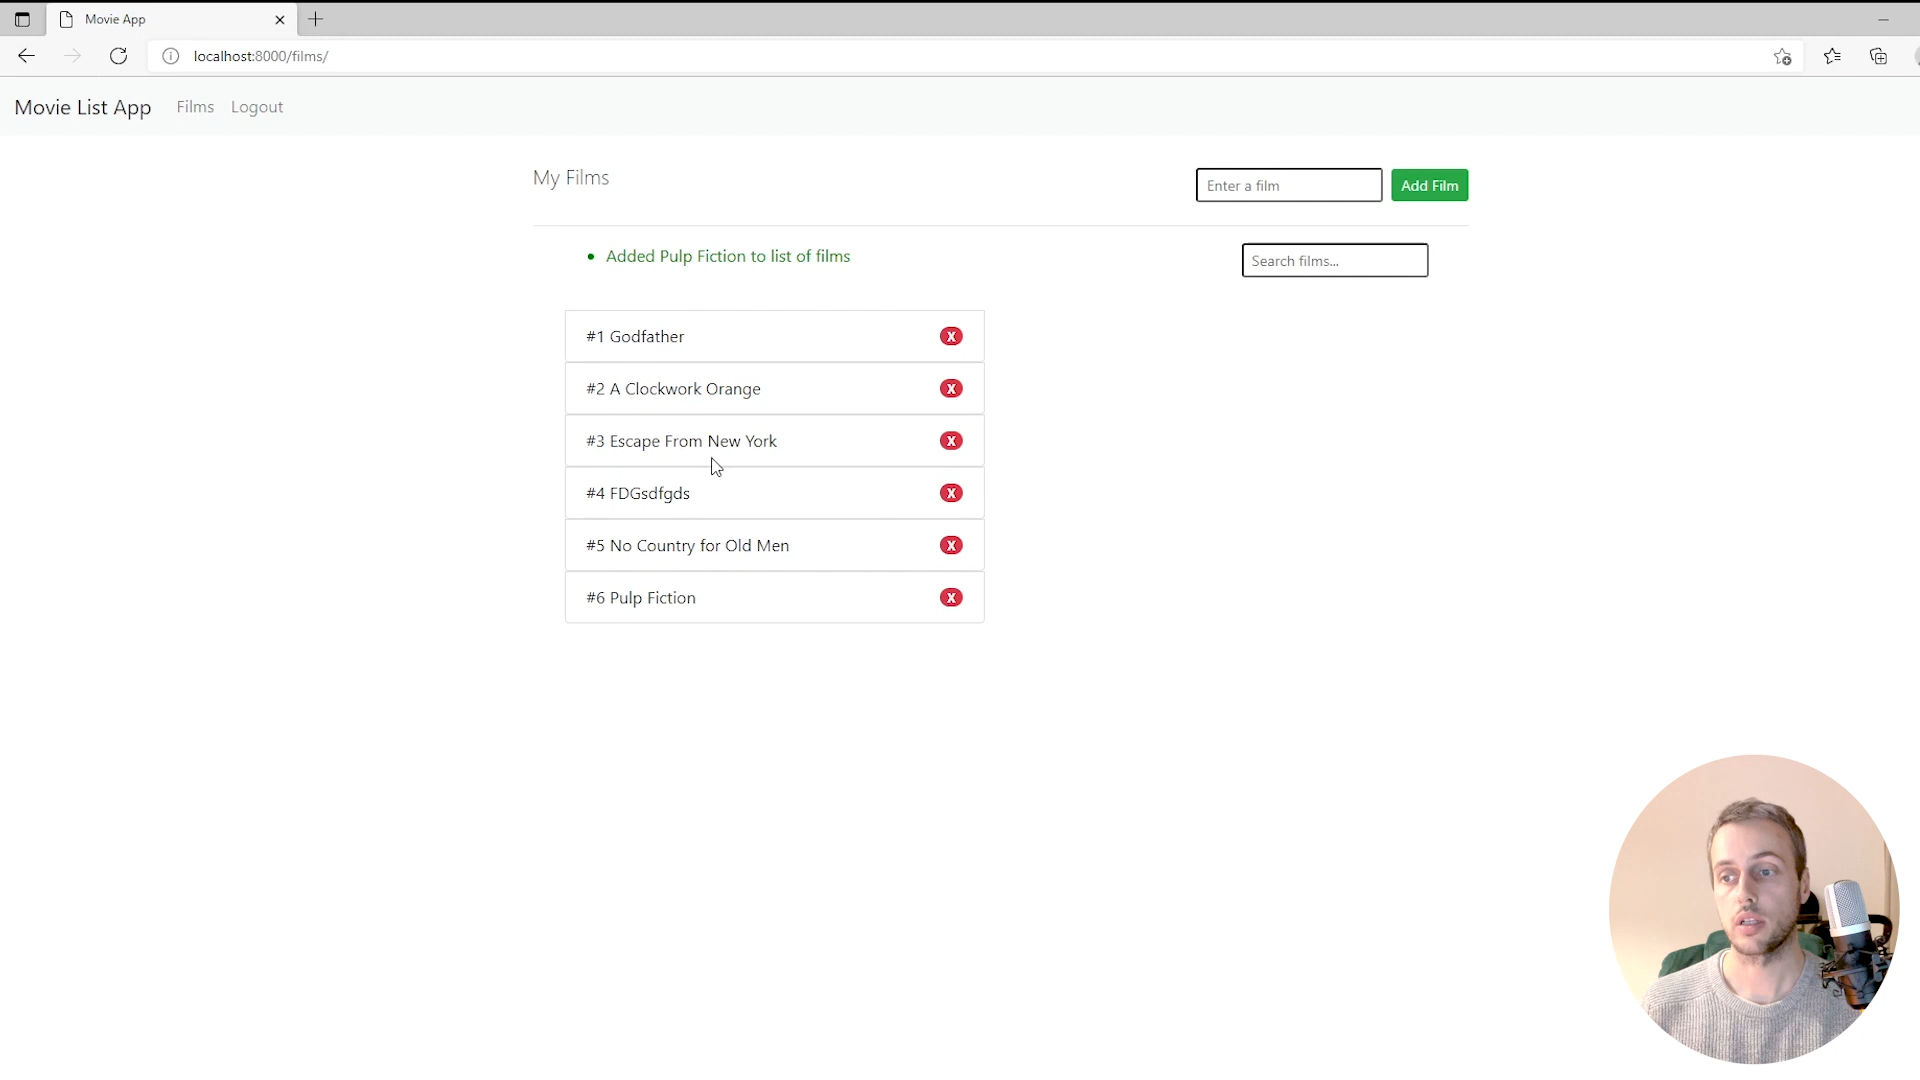 Movie App
localhost:8000/films/
Movie List App Films Logout
My Films
Enter a film
Add Film
Added Pulp Fiction to list of films
Search films...
#1 Godfather X
#2 A Clockwork Orange X
#3 Escape From New York X
#4 FDGsdfgds X
#5 No Country for Old Men X
#6 Pulp Fiction X